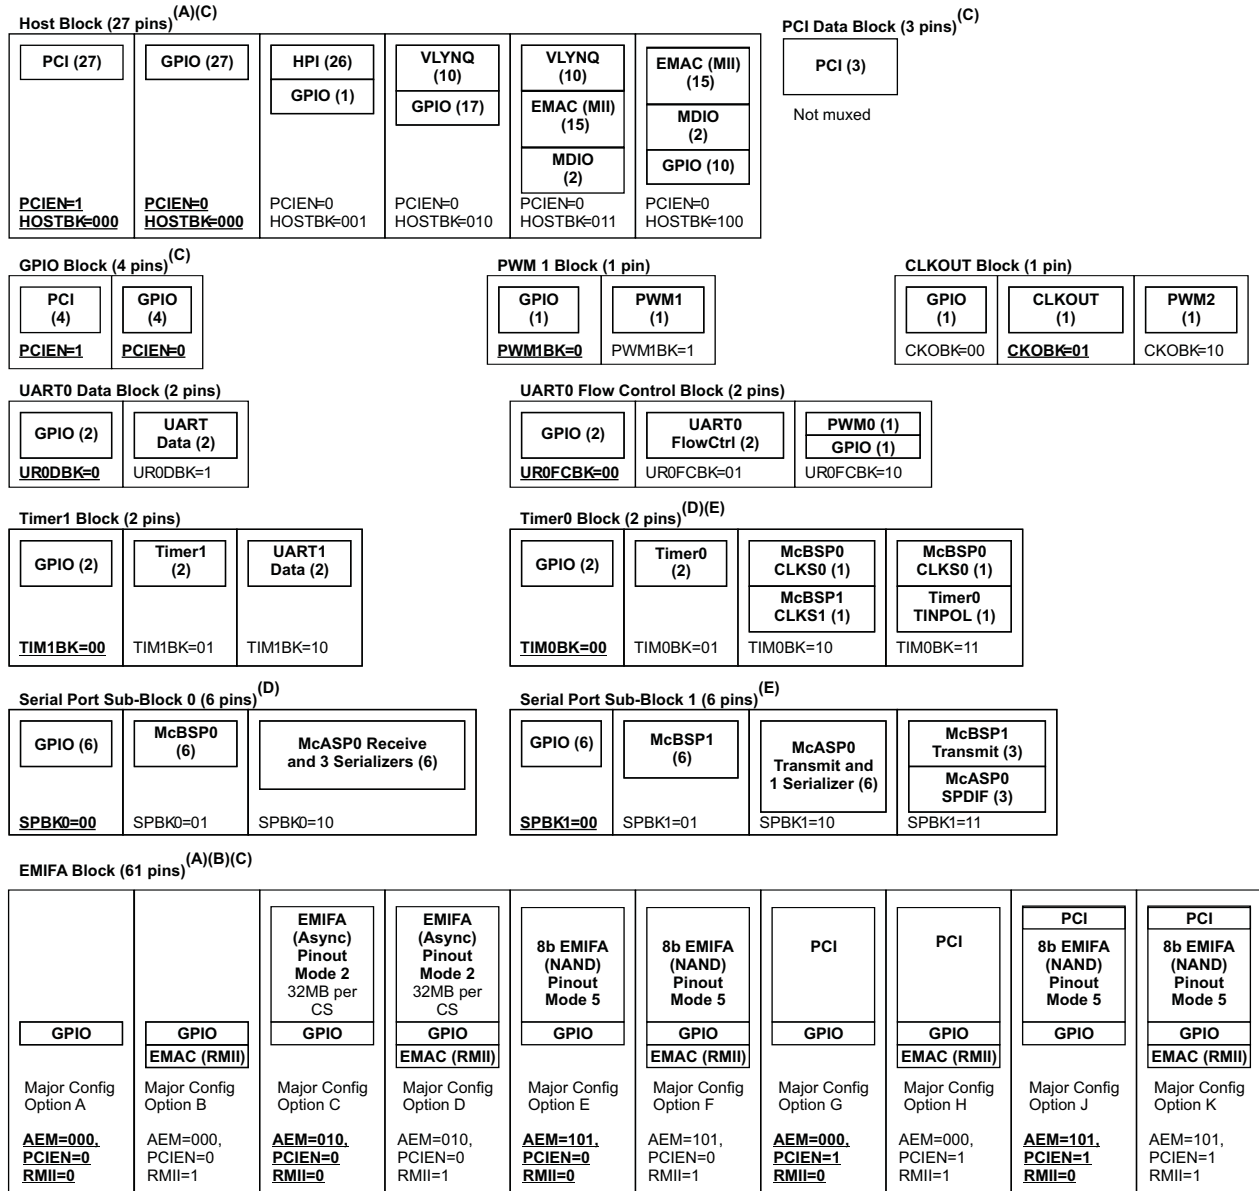 Host Block (27 pins)(A)(C)
PCI (27)
PCIEN=1
HOSTBK=000
GPIO (27)
PCIEN=0
HOSTBK=000
HPI (26)
GPIO (1)
PCIEN=0
HOSTBK=001
VLYNQ
(10)
GPIO (17)
PCIEN=0
HOSTBK=010
VLYNQ
(10)
EMAC (MII)
(15)
MDIO
(2)
PCIEN=0
HOSTBK=011
EMAC (MII)
(15)
MDIO
(2)
GPIO (10)
PCIEN=0
HOSTBK=100
PCI Data Block (3 pins)(C)
PCI (3)
Not muxed
GPIO Block (4 pins)(C)
PCI
(4)
PCIEN=1
GPIO
(4)
PCIEN=0
PWM 1 Block (1 pin)
GPIO
(1)
PWM1BK=0
PWM1
(1)
PWM1BK=1
CLKOUT Block (1 pin)
GPIO
(1)
CKOBK=00
CLKOUT
(1)
CKOBK=01
PWM2
(1)
CKOBK=10
UART0 Data Block (2 pins)
GPIO (2)
UR0DBK=0
UART
Data (2)
UR0DBK=1
UART0 Flow Control Block (2 pins)
GPIO (2)
UR0FCBK=00
UART0
FlowCtrl (2)
UR0FCBK=01
PWM0 (1)
GPIO (1)
UR0FCBK=10
Timer1 Block (2 pins)
GPIO (2)
TIM1BK=00
Timer1
(2)
TIM1BK=01
UART1
Data (2)
TIM1BK=10
Timer0 Block (2 pins)(D)(E)
GPIO (2)
TIM0BK=00
Timer0
(2)
TIM0BK=01
McBSP0
CLKS0 (1)
McBSP1
CLKS1 (1)
TIM0BK=10
McBSP0
CLKS0 (1)
Timer0
TINPOL (1)
TIM0BK=11
Serial Port Sub-Block 0 (6 pins)(D)
GPIO (6)
SPBK0=00
McBSP0
(6)
SPBK0=01
McASP0 Receive
and 3 Serializers (6)
SPBK0=10
Serial Port Sub-Block 1 (6 pins)(E)
GPIO (6)
SPBK1=00
McBSP1
(6)
SPBK1=01
McASP0
Transmit and
1 Serializer (6)
SPBK1=10
McBSP1
Transmit (3)
McASP0
SPDIF (3)
SPBK1=11
EMIFA Block (61 pins)(A)(B)(C)
GPIO
Major Config
Option A
AEM=000,
PCIEN=0
RMII=0
GPIO
EMAC (RMII)
Major Config
Option B
AEM=000,
PCIEN=0
RMII=1
EMIFA
(Async)
Pinout
Mode 2
32MB per
CS
GPIO
Major Config
Option C
AEM=010,
PCIEN=0
RMII=0
EMIFA
(Async)
Pinout
Mode 2
32MB per
CS
GPIO
EMAC (RMII)
Major Config
Option D
AEM=010,
PCIEN=0
RMII=1
8b EMIFA
(NAND)
Pinout
Mode 5
GPIO
Major Config
Option E
AEM=101,
PCIEN=0
RMII=0
8b EMIFA
(NAND)
Pinout
Mode 5
GPIO
EMAC (RMII)
Major Config
Option F
AEM=101,
PCIEN=0
RMII=1
PCI
GPIO
Major Config
Option G
AEM=000,
PCIEN=1
RMII=0
PCI
GPIO
EMAC (RMII)
Major Config
Option H
AEM=000,
PCIEN=1
RMII=1
PCI
8b EMIFA
(NAND)
Pinout
Mode 5
GPIO
Major Config
Option J
AEM=101,
PCIEN=1
RMII=0
PCI
8b EMIFA
(NAND)
Pinout
Mode 5
GPIO
EMAC (RMII)
Major Config
Option K
AEM=101,
PCIEN=1
RMII=1